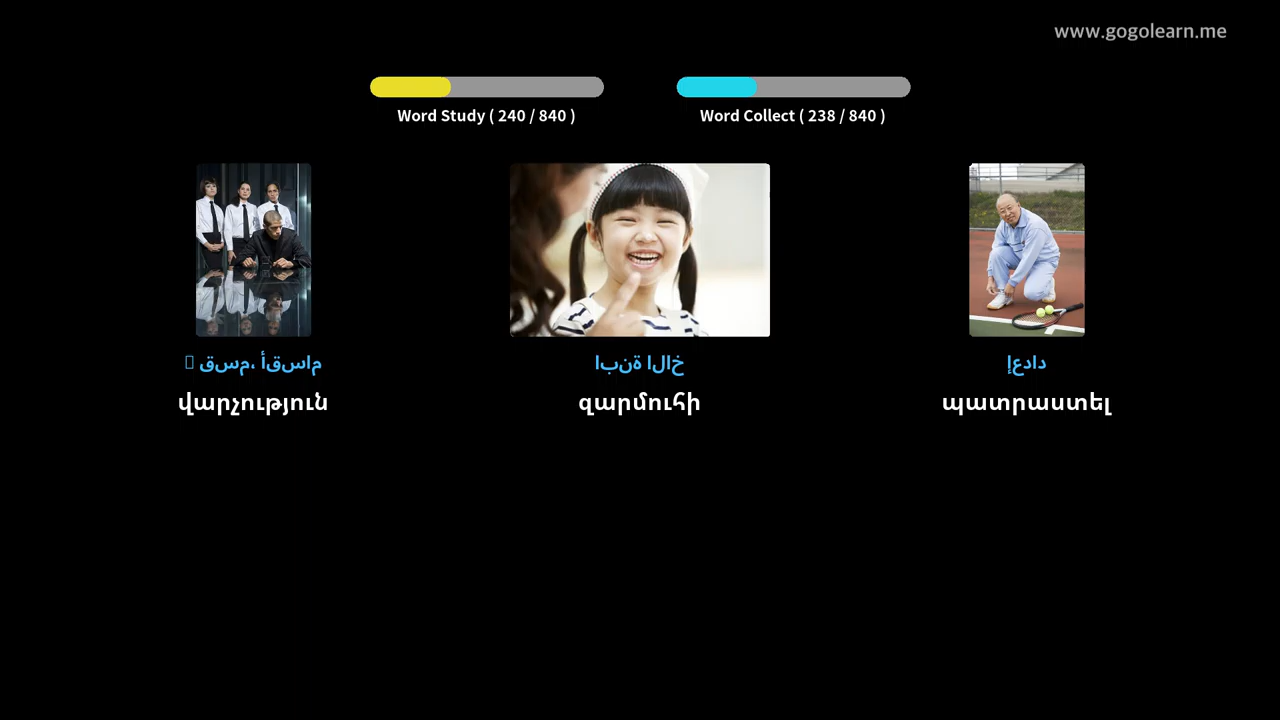 www.gogolearn.me
Word Study ( 240 / 840 )
Word Collect ( 238 / 840 )
قسم، أقسام
ابنة الاخ
إعداد
վարչություն
զարմուհի
պատրաստել